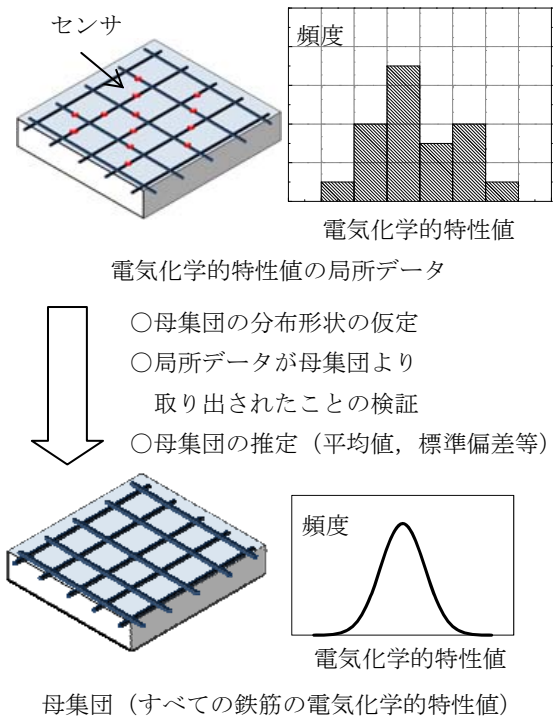 センサ
頻度
電気化学的特性値
電気化学的特性値の局所データ
○母集団の分布形状の仮定
○局所データが母集団より
取り出されたことの検証
○母集団の推定（平均値，標準偏差等）
頻度
電気化学的特性値
母集団（すべての鉄筋の電気化学的特性値）